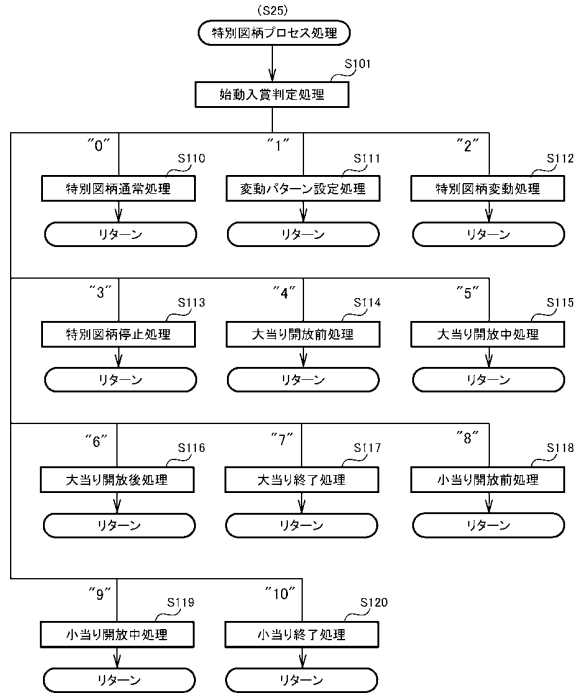 (S25)
特別図柄プロセス処理
S101
始動入賞判定処理
"0" "1" "2"
S110 S111 S112
特別図柄通常処理 変動パターン設定処理 特別図柄変動処理
リターン リターン リターン
"3" "4" "5"
S113 S114 S115
特別図柄停止処理 大当り開放前処理 大当り開放中処理
リターン リターン リターン
"6" "7" "8"
S116 S117 S118
大当り開放後処理 大当り終了処理 小当り開放前処理
リターン リターン リターン
"9" "10"
S119 S120
小当り開放中処理 小当り終了処理
リターン リターン